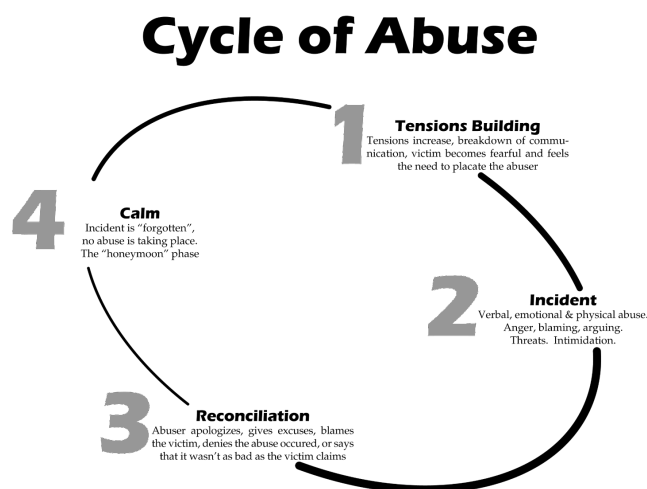 Cycle of Abuse
1
Tensions Building
Tensions increase, breakdown of commu-
nication, victim becomes fearful and feels
the need to placate the abuser
2
Incident
Verbal, emotional & physical abuse.
Anger, blaming, arguing.
Threats. Intimidation.
3
Reconciliation
Abuser apologizes, gives excuses, blames
the victim, denies the abuse occured, or says
that it wasn't as bad as the victim claims
4
Calm
Incident is “forgotten”,
no abuse is taking place.
The “honeymoon” phase